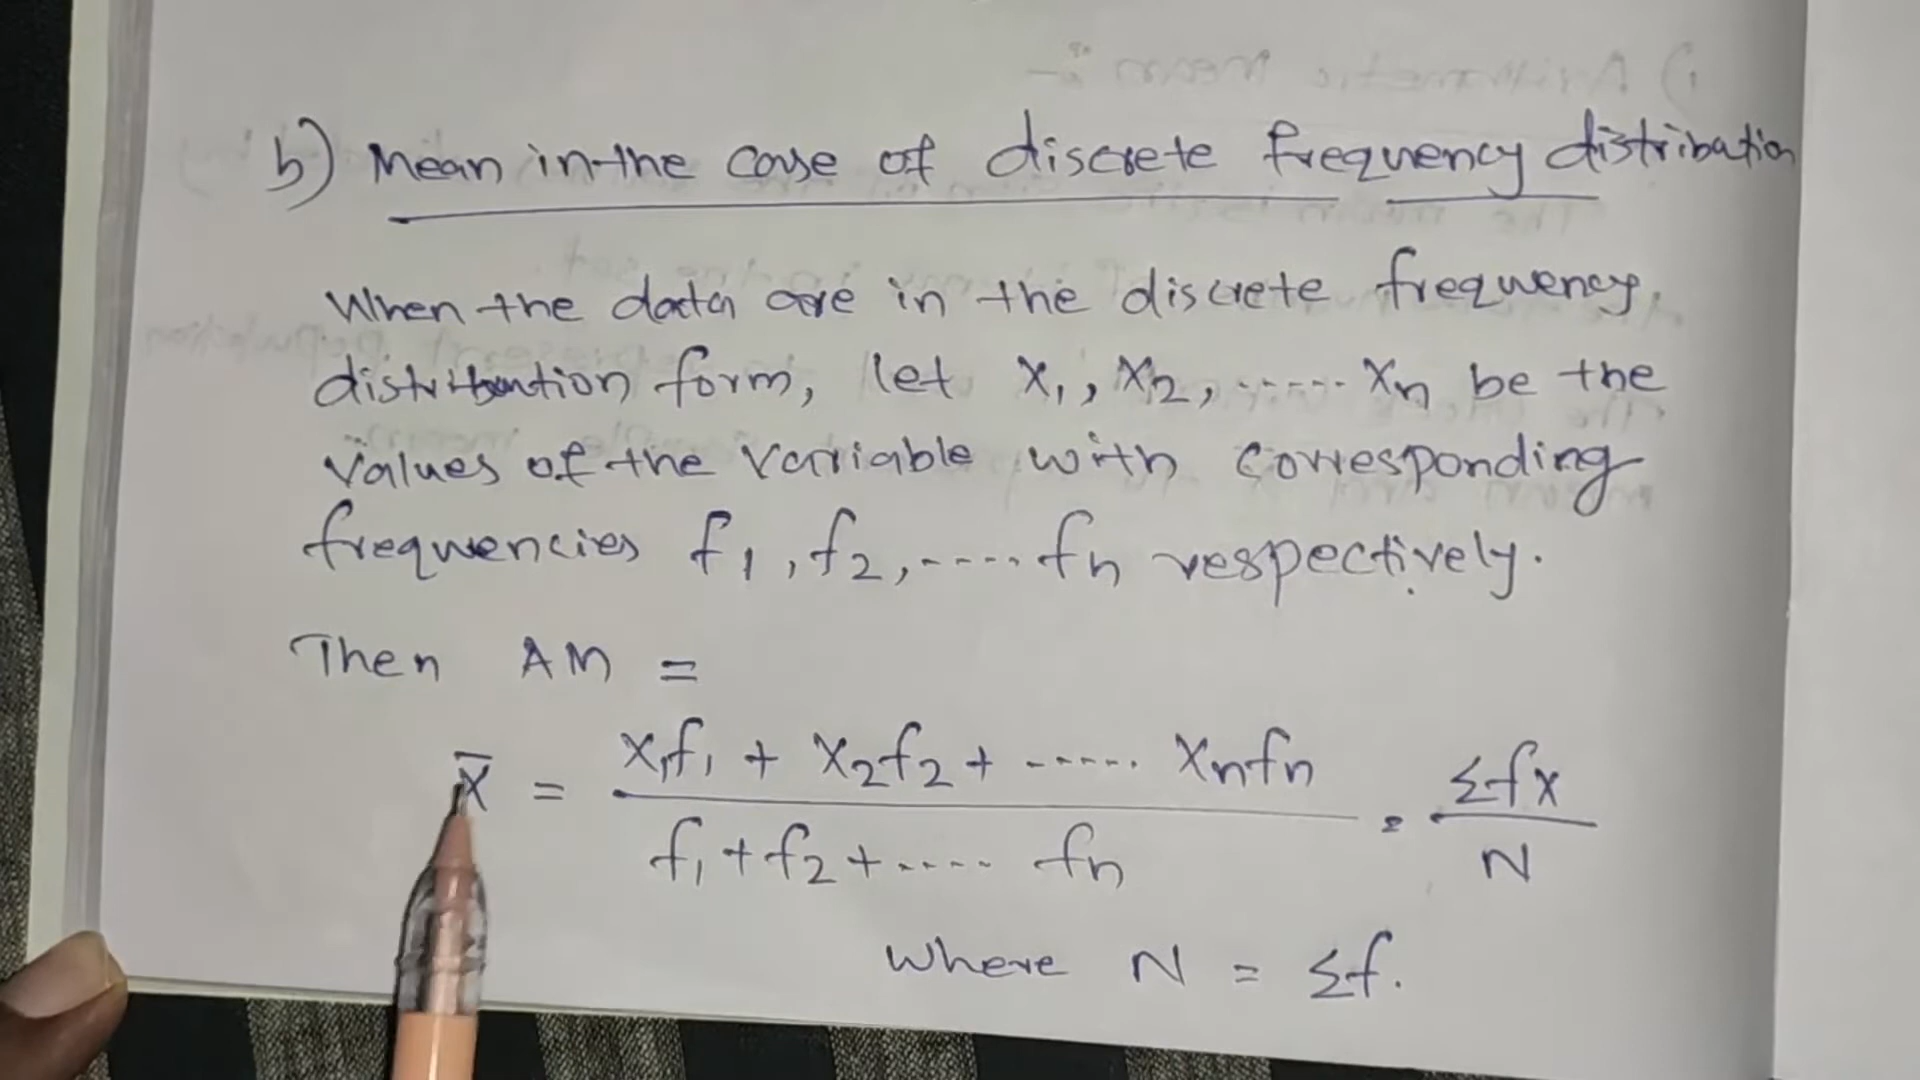 b) Mean in the case of discrete frequency distribution
When the data are in the discrete frequency
distribution form, let x₁, x₂, ...... xn be the
values of the variable with corresponding
frequencies f₁, f₂, ..... fn respectively.
Then AM =
x̄ = (x₁f₁ + x₂f₂ + ...... xnfn) / (f₁ + f₂ + ..... fn) = Σfx / N
where N = Σf.